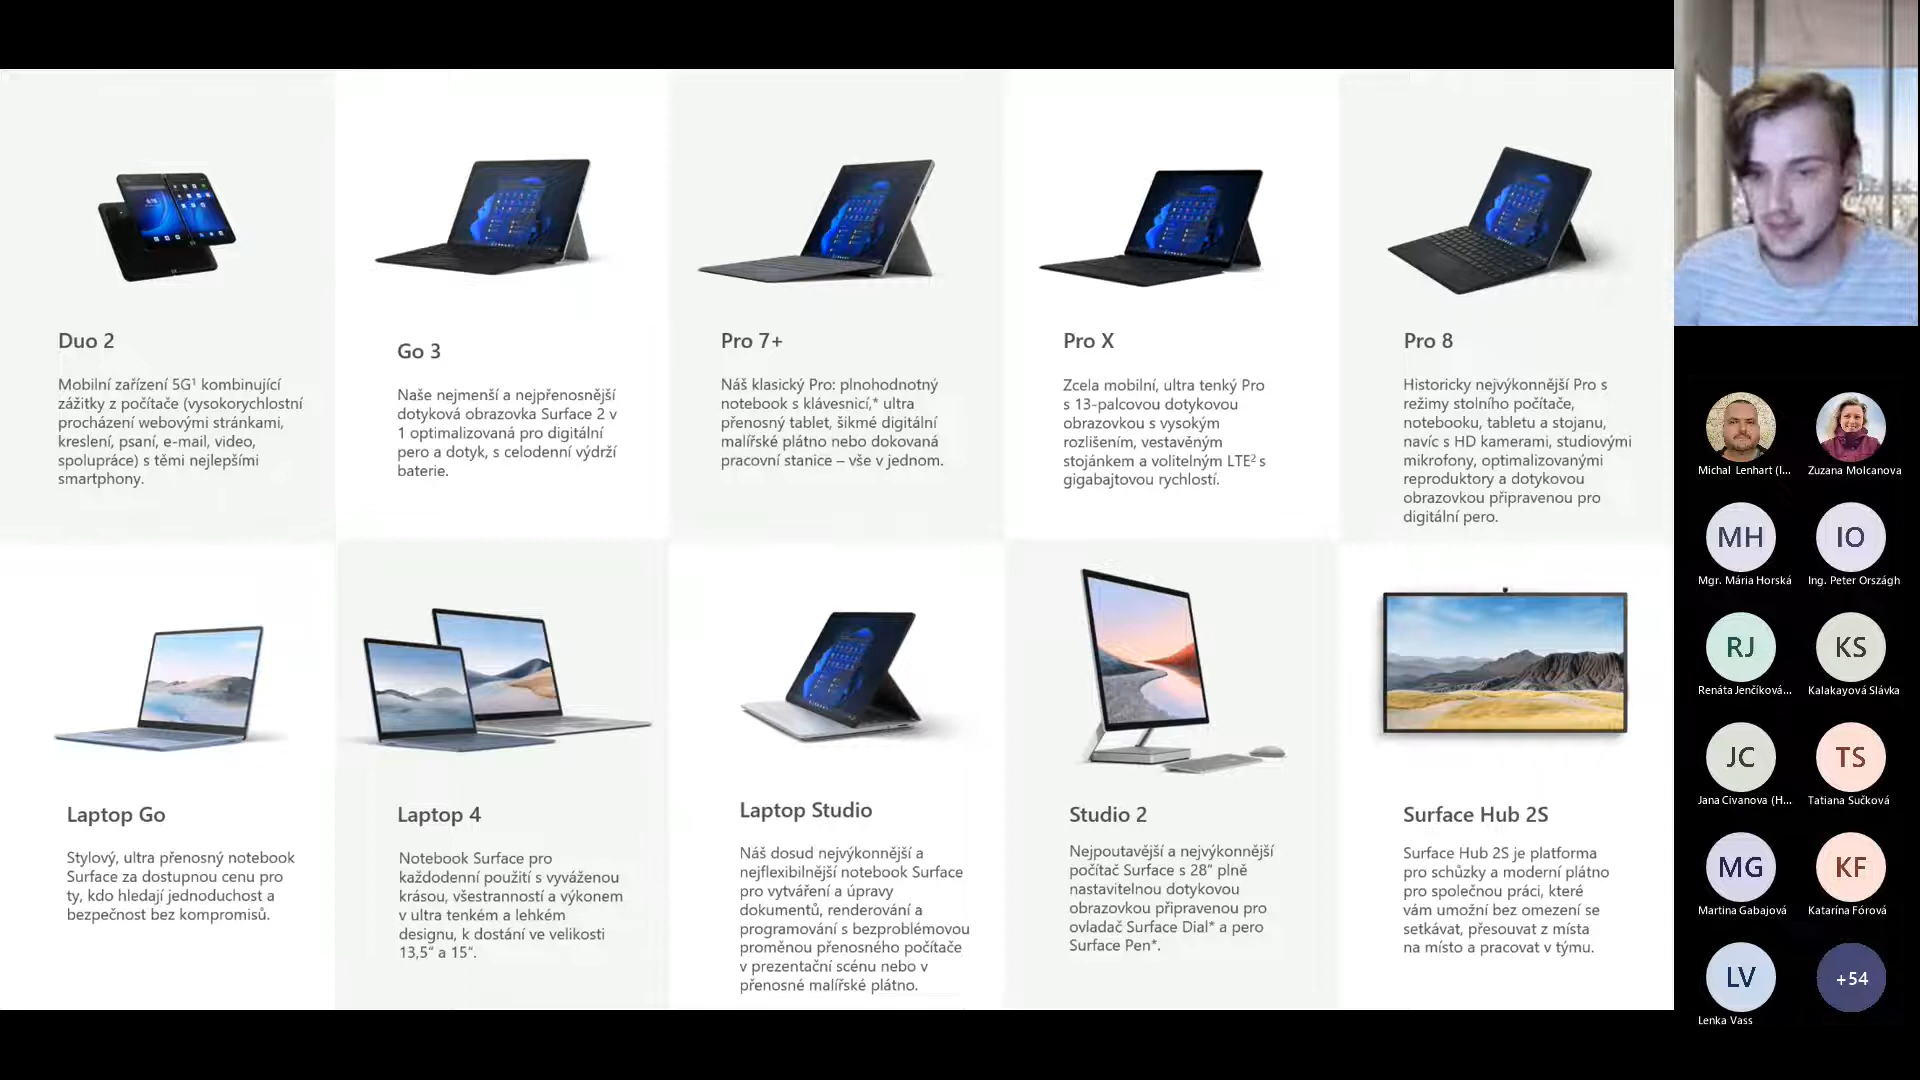 Duo 2
Mobilní zařízení 5G¹ kombinující
zážitky z počítače (vysokorychlostní
procházení webovými stránkami,
kreslení, psaní, e-mail, video,
spolupráce) s těmi nejlepšími
smartphony.
Go 3
Naše nejmenší a nejpřenosnější
dotyková obrazovka Surface 2 v
1 optimalizovaná pro digitální
pero a dotyk, s celodenní výdrží
baterie.
Pro 7+
Náš klasický Pro: plnohodnotný
notebook s klávesnicí,* ultra
přenosný tablet, šikmé digitální
malířské plátno nebo dokovaná
pracovní stanice – vše v jednom.
Pro X
Zcela mobilní, ultra tenký Pro
s 13-palcovou dotykovou
obrazovkou s vysokým
rozlišením, vestavěným
stojánkem a volitelným LTE² s
gigabajtovou rychlostí.
Pro 8
Historicky nejvýkonnější Pro s
režimy stolního počítače,
notebooku, tabletu a stojanu,
navíc s HD kamerami, studiovými
mikrofony, optimalizovanými
reproduktory a dotykovou
obrazovkou připravenou pro
digitální pero.
Laptop Go
Stylový, ultra přenosný notebook
Surface za dostupnou cenu pro
ty, kdo hledají jednoduchost a
bezpečnost bez kompromisů.
Laptop 4
Notebook Surface pro
každodenní použití s vyváženou
krásou, všestranností a výkonem
v ultra tenkém a lehkém
designu, k dostání ve velikosti
13,5“ a 15“.
Laptop Studio
Náš dosud nejvýkonnější a
nejflexibilnější notebook Surface
pro vytváření a úpravy
dokumentů, renderování a
programování s bezproblémovou
proměnou přenosného počítače
v prezentační scénu nebo v
přenosné malířské plátno.
Studio 2
Nejpoutavější a nejvýkonnější
počítač Surface s 28“ plně
nastavitelnou dotykovou
obrazovkou připravenou pro
ovladač Surface Dial* a pero
Surface Pen*.
Surface Hub 2S
Surface Hub 2S je platforma
pro schůzky a moderní plátno
pro společnou práci, které
vám umožní bez omezení se
setkávat, přesouvat z místa
na místo a pracovat v týmu.
Michal Lenhart (I...
Zuzana Molcanova
MH
Mgr. Mária Horská
IO
Ing. Peter Országh
RJ
Renáta Jenčíková...
KS
Kalakayová Slávka
JC
Jana Civanova (H...
TS
Tatiana Sučková
MG
Martina Gabajová
KF
Katarína Fórová
LV
Lenka Vass
+54